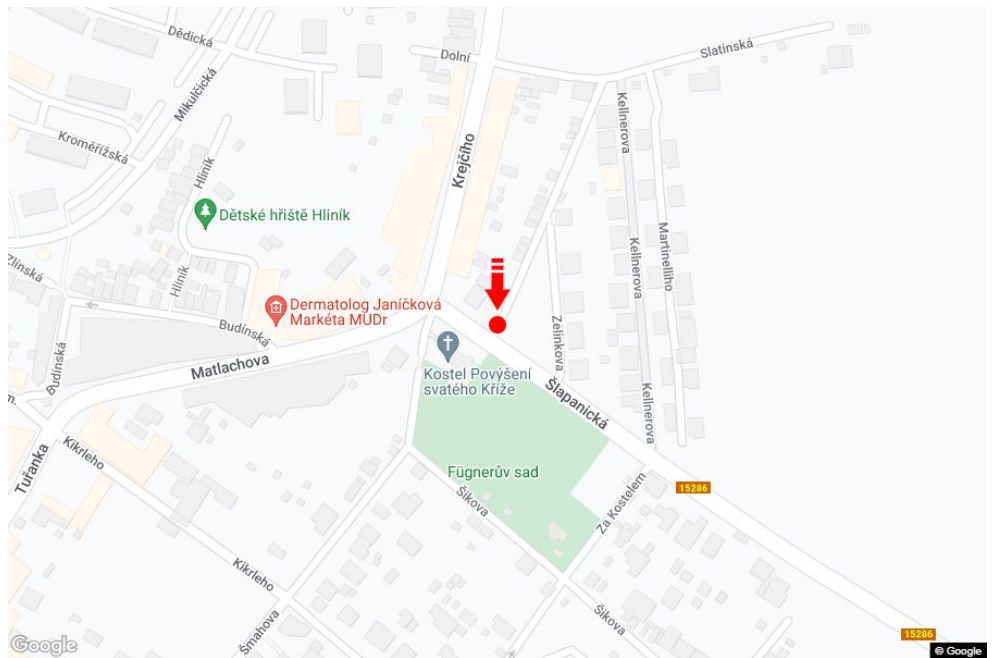 Dědická
Dolní
Slatinská
Mikulčická
Kroměřížská
Krejčího
Kellnerova
Hliník
Dětské hřiště Hliník
Kellnerova
Martinelliho
Zlínská
Hliník
Dermatolog Janíčková
Markéta MUDr
Budínská
Zelinkova
Budínská
Matlachova
Kostel Povýšení
svatého Kříže
Šlapanická
Kellnerova
m.
Tuřanka
Kikrleho
Fügnerův sad
15286
Šikova
Za Kostelem
Kikrleho
Šmahova
Šikova
15286
Google
© Google